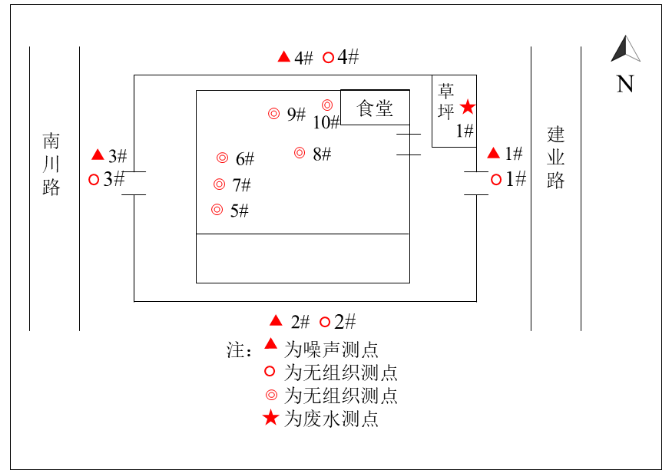 4# 4#
N
南川路
建业路
草坪
1#
食堂
9#
10#
8#
6#
7#
5#
3#
3#
1#
1#
2# 2#
注：
为噪声测点
为无组织测点
为无组织测点
为废水测点